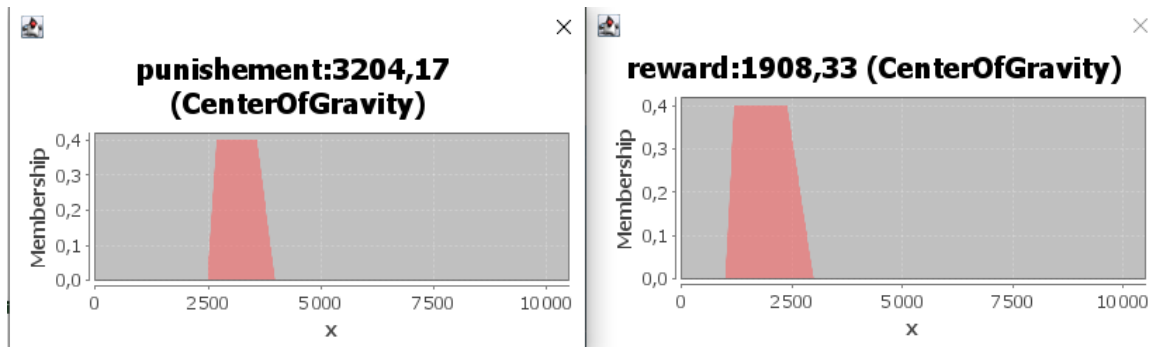 punishement:3204,17
(CenterOfGravity)
Membership
0,4
0,3
0,2
0,1
0,0
0 2500 5000 7500 10000
x
reward:1908,33 (CenterOfGravity)
Membership
0,4
0,3
0,2
0,1
0,0
0 2500 5000 7500 10000
x